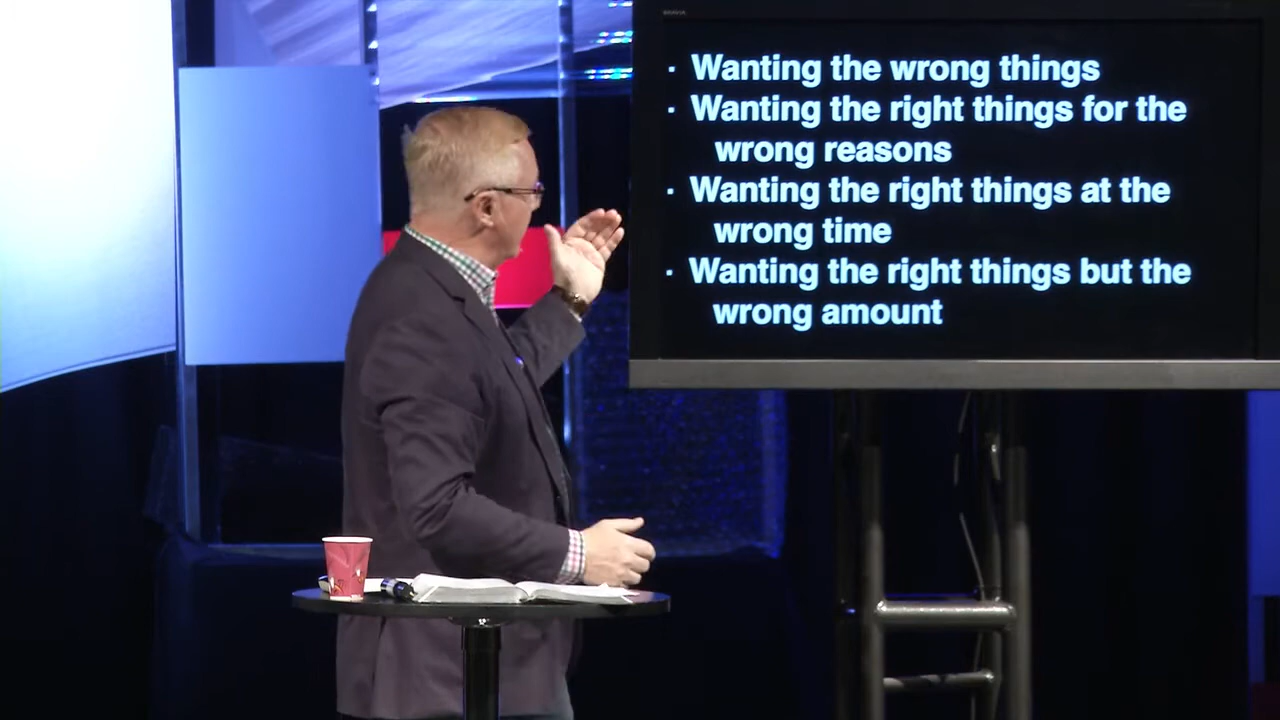 · Wanting the wrong things
· Wanting the right things for the
wrong reasons
· Wanting the right things at the
wrong time
· Wanting the right things but the
wrong amount